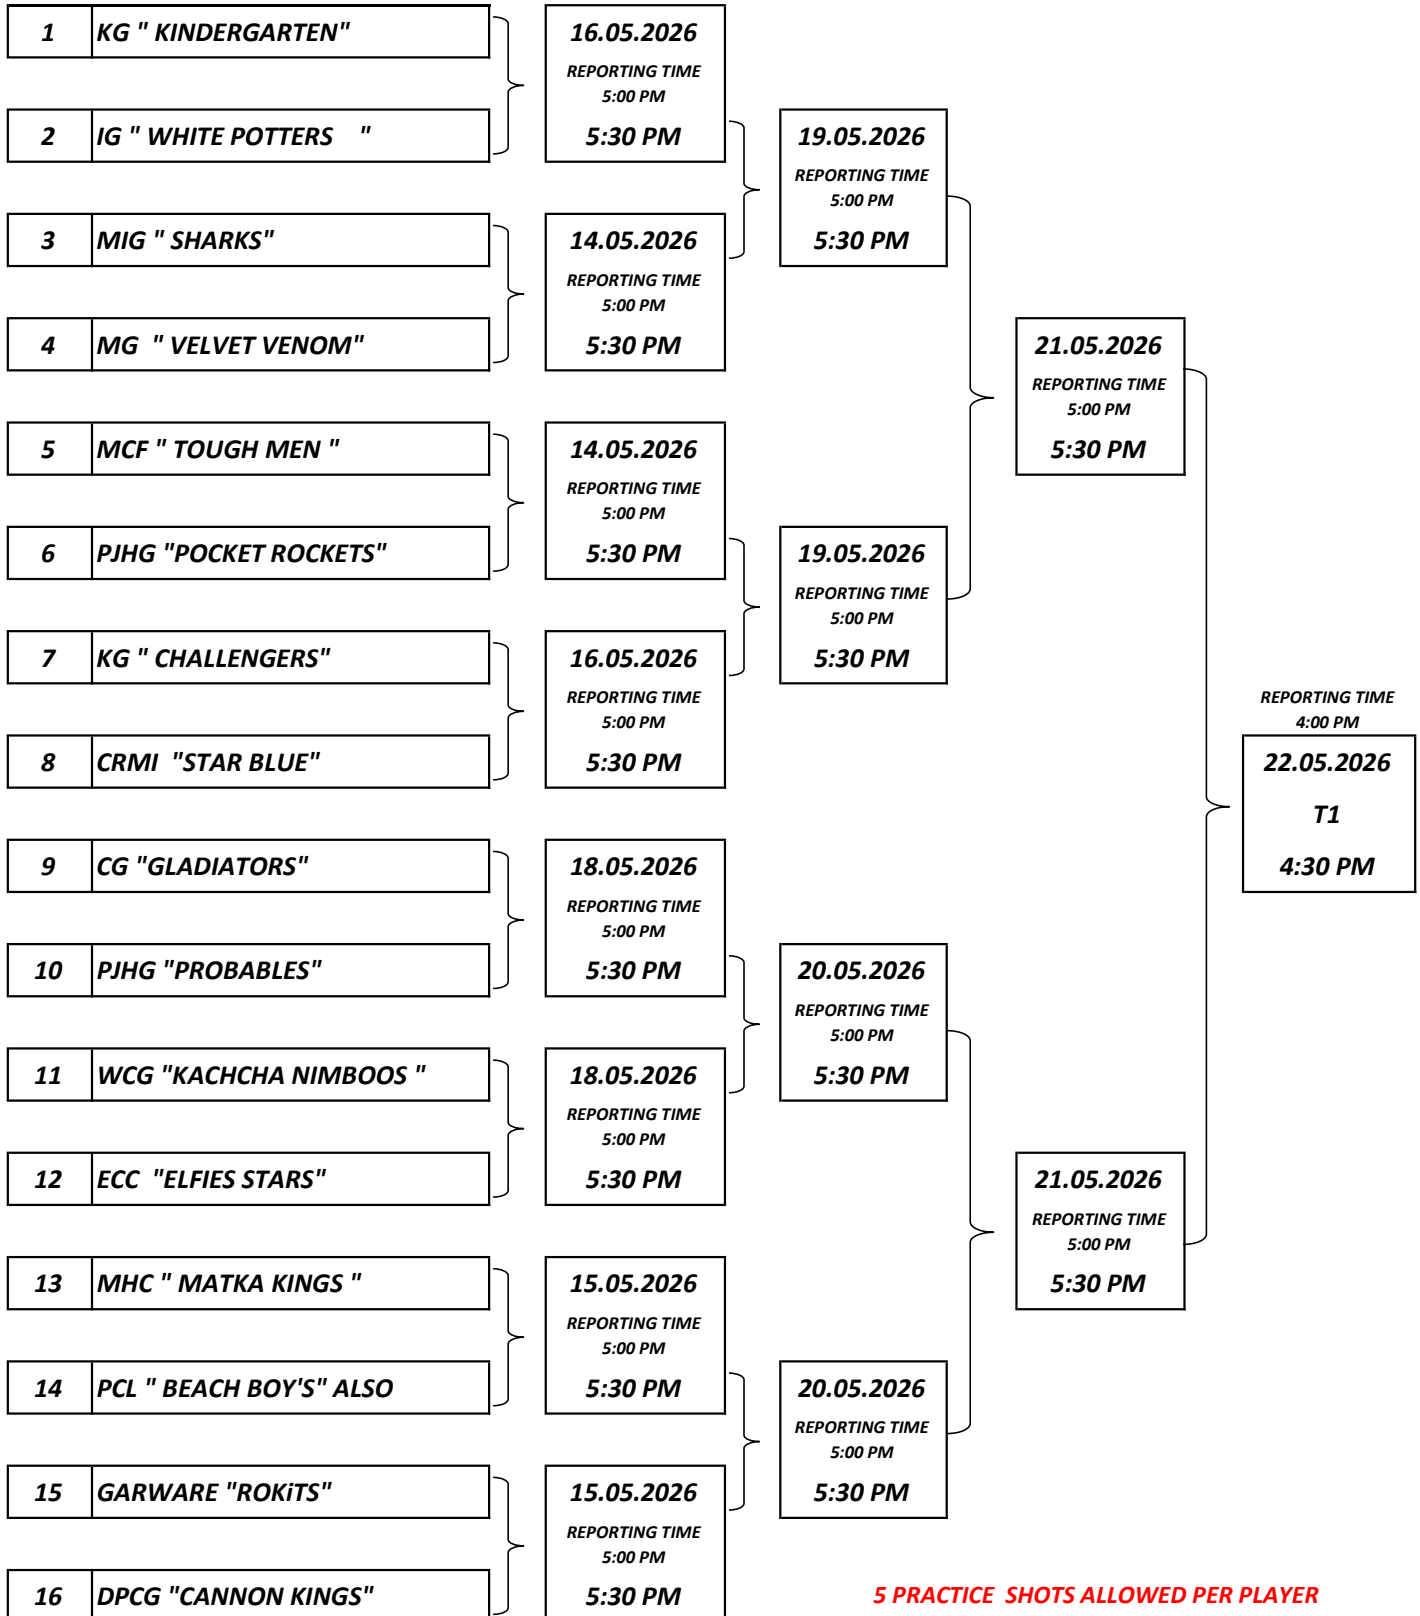 1 KG " KINDERGARTEN" 16.05.2026
REPORTING TIME
5:00 PM
2 IG " WHITE POTTERS " 5:30 PM 19.05.2026
REPORTING TIME
5:00 PM
3 MIG " SHARKS" 14.05.2026 5:30 PM
REPORTING TIME
5:00 PM
4 MG " VELVET VENOM" 5:30 PM 21.05.2026
REPORTING TIME
5:00 PM
5 MCF " TOUGH MEN " 14.05.2026 5:30 PM
REPORTING TIME
5:00 PM
6 PJHG "POCKET ROCKETS" 5:30 PM 19.05.2026
REPORTING TIME
5:00 PM
7 KG " CHALLENGERS" 16.05.2026 5:30 PM
REPORTING TIME REPORTING TIME
5:00 PM 4:00 PM
8 CRMI "STAR BLUE" 5:30 PM 22.05.2026
T1
9 CG "GLADIATORS" 18.05.2026 4:30 PM
REPORTING TIME
5:00 PM
10 PJHG "PROBABLES" 5:30 PM 20.05.2026
REPORTING TIME
5:00 PM
11 WCG "KACHCHA NIMBOOS " 18.05.2026 5:30 PM
REPORTING TIME
5:00 PM
12 ECC "ELFIES STARS" 5:30 PM 21.05.2026
REPORTING TIME
5:00 PM
13 MHC " MATKA KINGS " 15.05.2026 5:30 PM
REPORTING TIME
5:00 PM
14 PCL " BEACH BOY'S" ALSO 5:30 PM 20.05.2026
REPORTING TIME
5:00 PM
15 GARWARE "ROKiTS" 15.05.2026 5:30 PM
REPORTING TIME
5:00 PM
16 DPCG "CANNON KINGS" 5:30 PM 5 PRACTICE SHOTS ALLOWED PER PLAYER